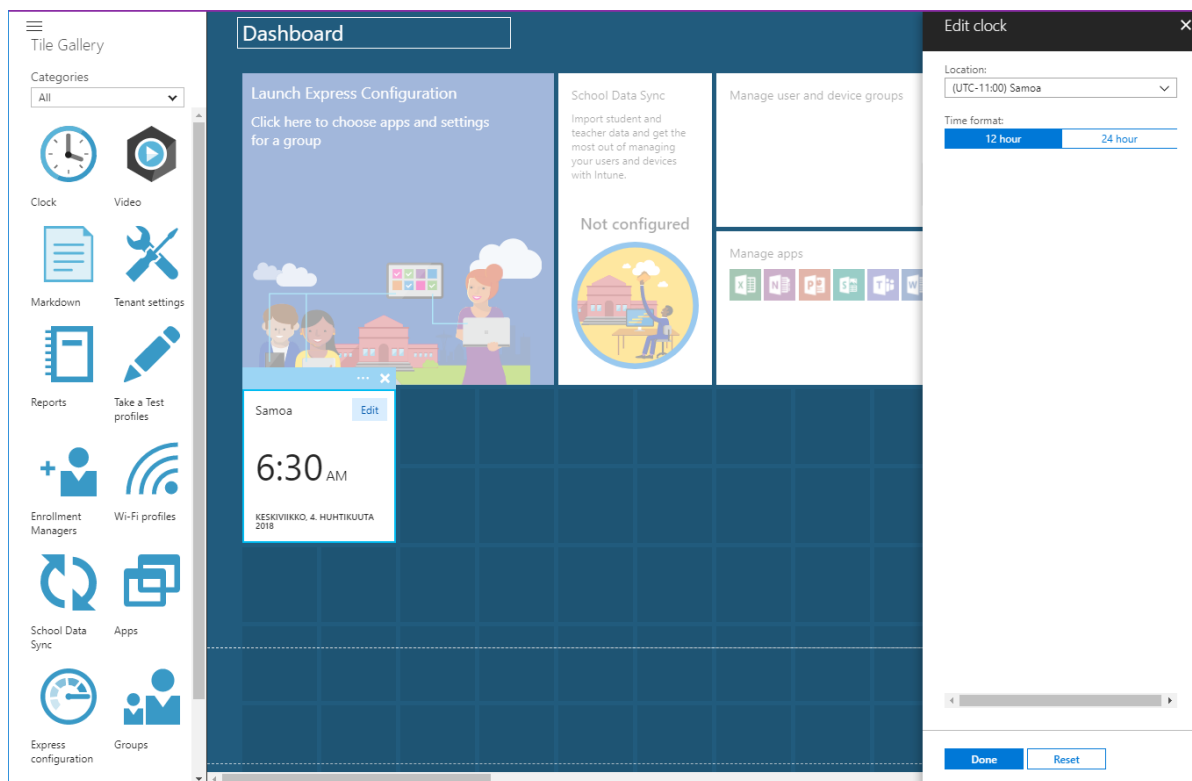 Tile Gallery
Categories
All
Clock
Video
Markdown
Tenant settings
Reports
Take a Test
profiles
Enrollment
Managers
Wi-Fi profiles
School Data
Sync
Apps
Express
configuration
Groups
Dashboard
Launch Express Configuration
Click here to choose apps and settings
for a group
School Data Sync
Import student and
teacher data and get the
most out of managing
your users and devices
with Intune.
Not configured
Manage user and device groups
Manage apps
Samoa
Edit
6:30 AM
KESKIVIIKKO, 4. HUHTIKUUTA
2018
Edit clock
Location:
(UTC-11:00) Samoa
Time format:
12 hour
24 hour
Done
Reset